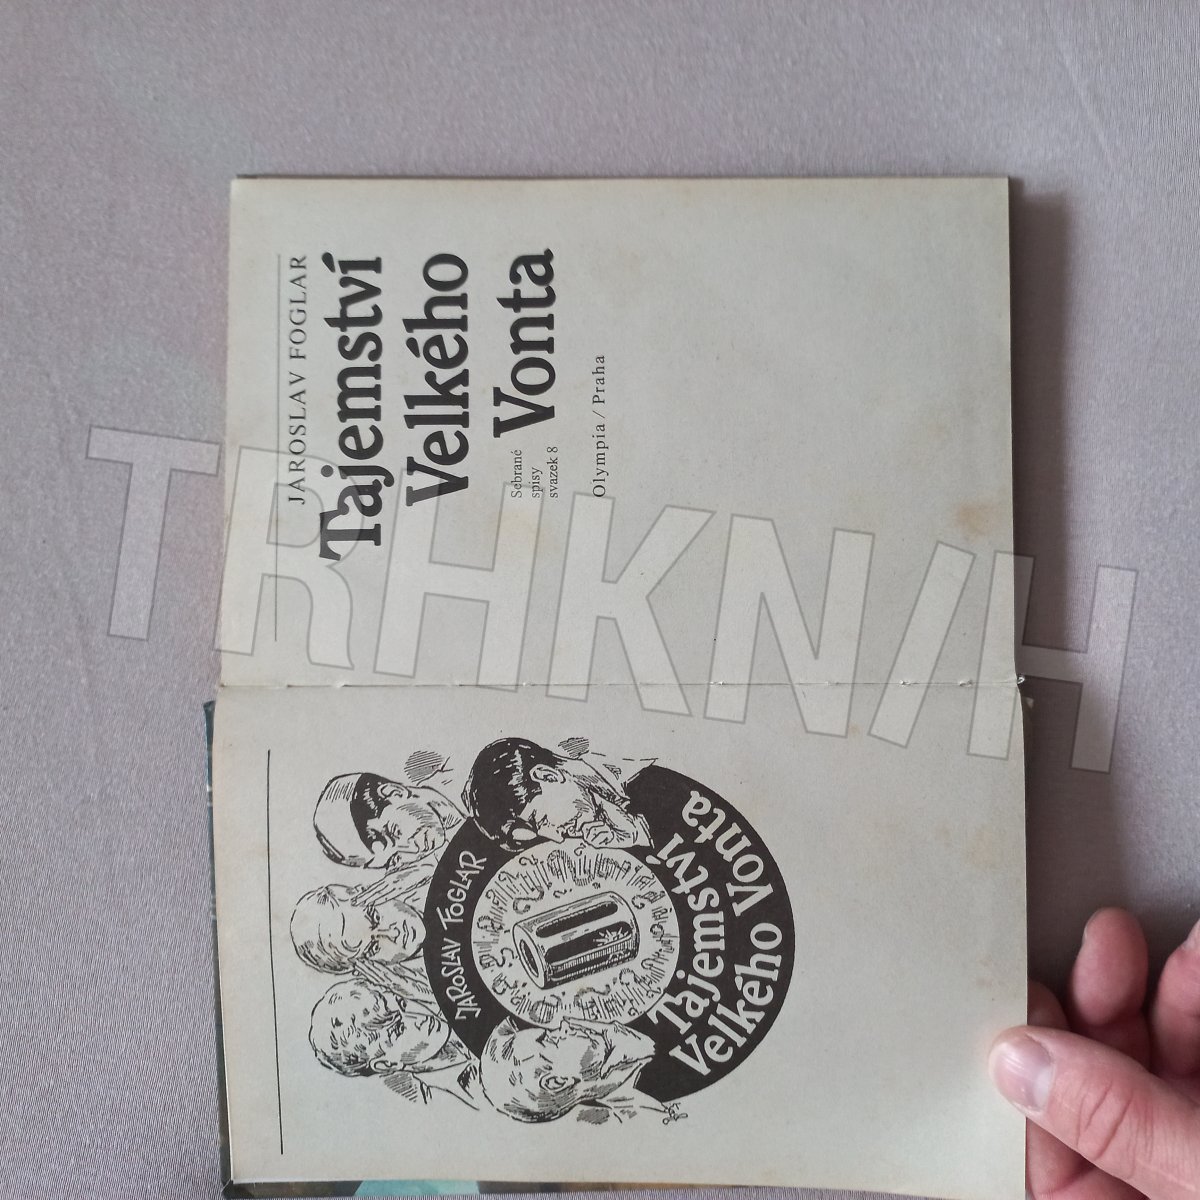 JAROSLAV FOGLAR
Tajemství
Velkého
Vonta
Sebrané
spisy
svazek 8
Olympia / Praha
JAROSLAV FOGLAR
Tajemství
Velkého Vonta
TRHKNIH